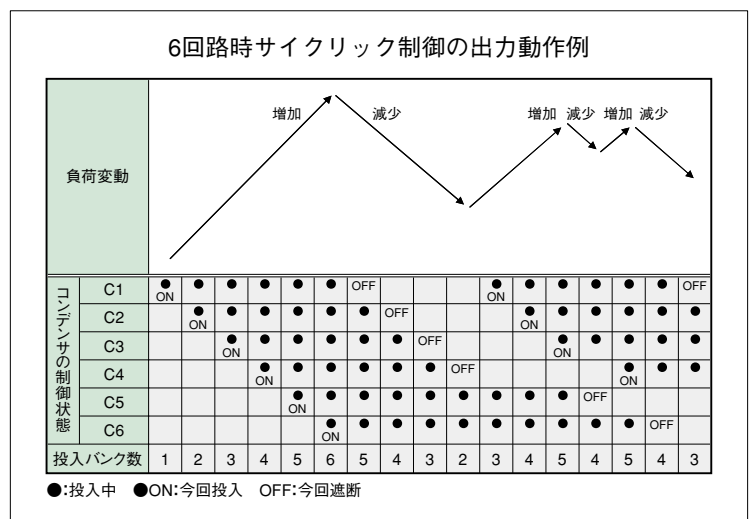 6回路時サイクリック制御の出力動作例
負荷変動
増加 減少 増加 減少 増加 減少
コンデンサの制御状態
C1 ● ON ● ● ● ● ● OFF ● ON ● ● ● ● ● OFF
C2 ● ON ● ● ● ● ● OFF ● ON ● ● ● ● ●
C3 ● ON ● ● ● ● ● OFF ● ON ● ● ● ●
C4 ● ON ● ● ● ● ● OFF ● ON ● ●
C5 ● ON ● ● ● ● ● ● ● ● OFF
C6 ● ON ● ● ● ● ● ● ● ● ● OFF
投入バンク数 1 2 3 4 5 6 5 4 3 2 3 4 5 4 5 4 3
●:投入中 ●ON:今回投入 OFF:今回遮断